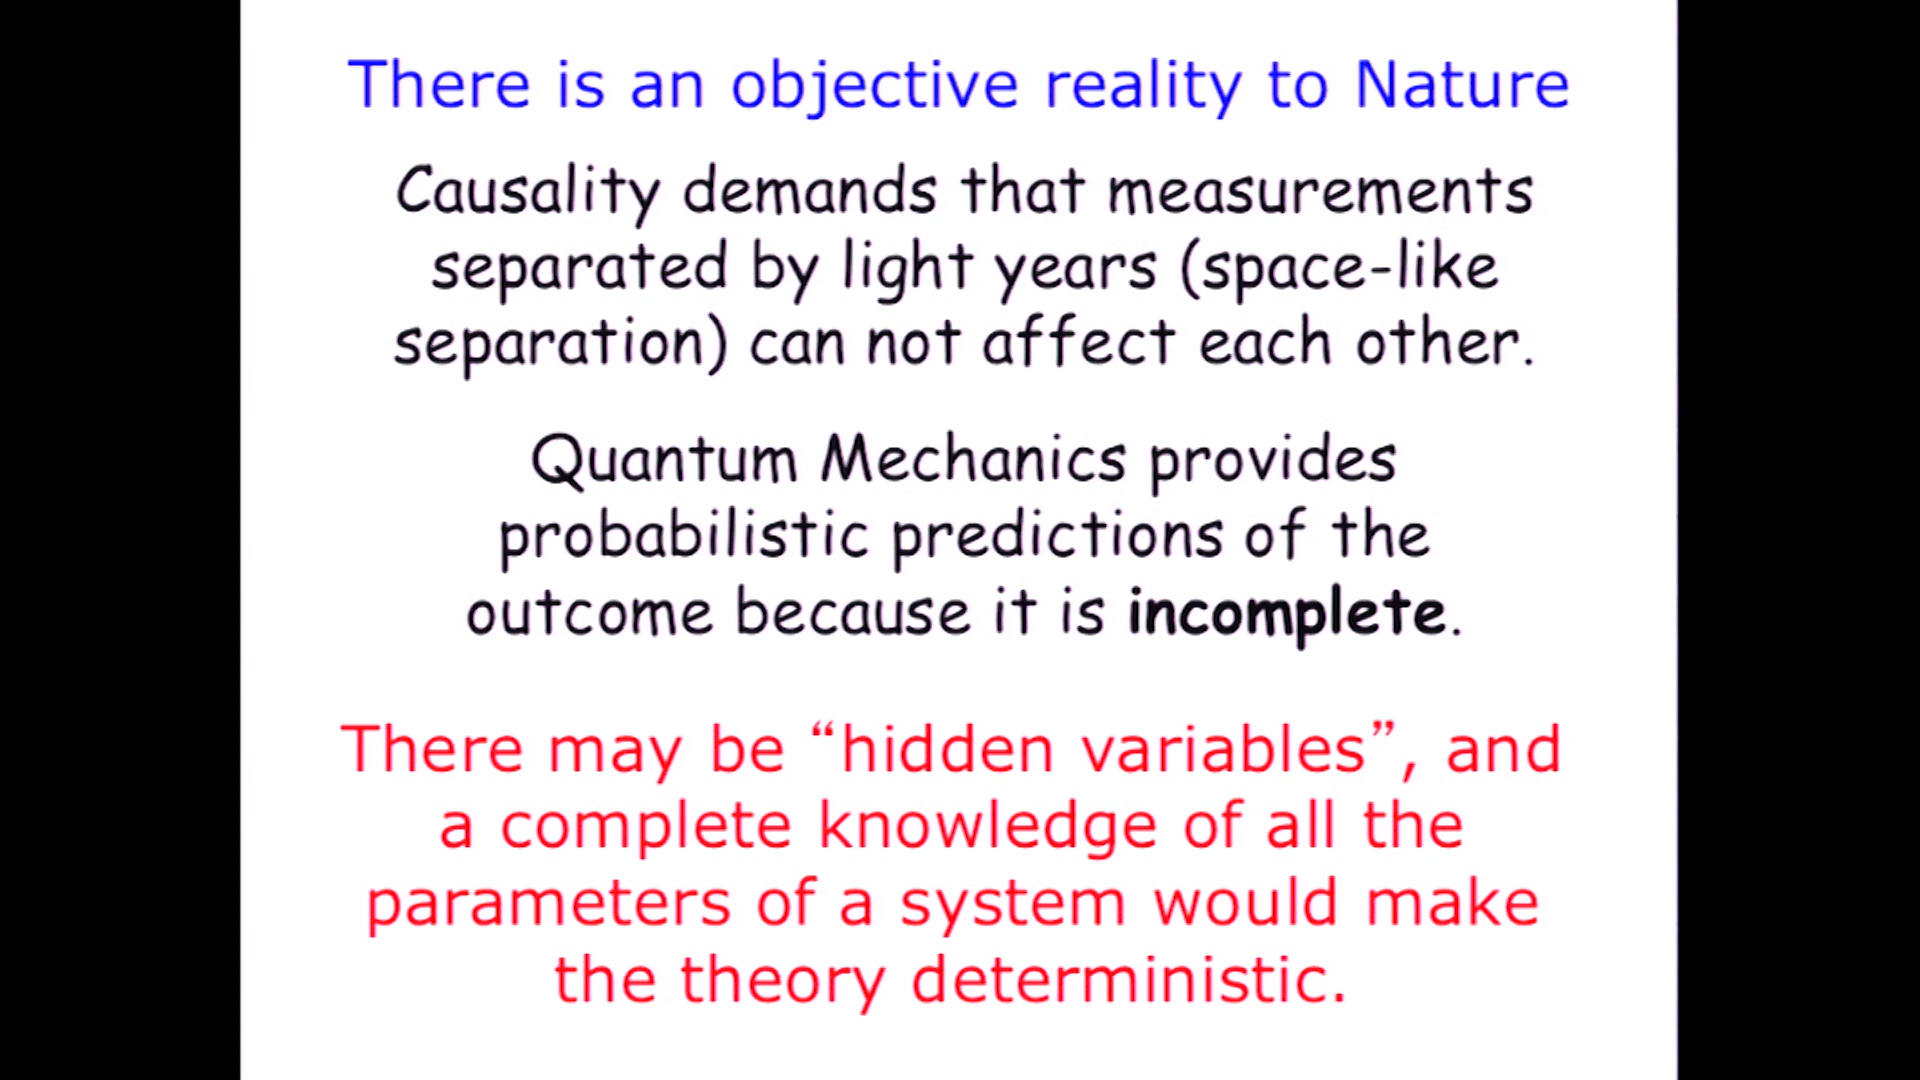 There is an objective reality to Nature
Causality demands that measurements
separated by light years (space-like
separation) can not affect each other.
Quantum Mechanics provides
probabilistic predictions of the
outcome because it is incomplete.
There may be “hidden variables”, and
a complete knowledge of all the
parameters of a system would make
the theory deterministic.